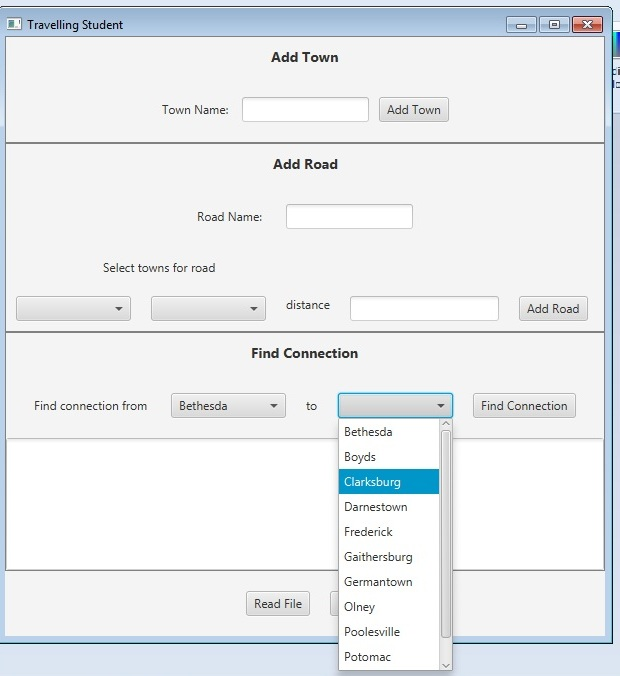 Travelling Student
Add Town
Town Name: Add Town
Add Road
Road Name:
Select towns for road
distance Add Road
Find Connection
Find connection from Bethesda to Find Connection
Bethesda
Boyds
Clarksburg
Darnestown
Frederick
Gaithersburg
Germantown
Olney
Poolesville
Potomac
Read File